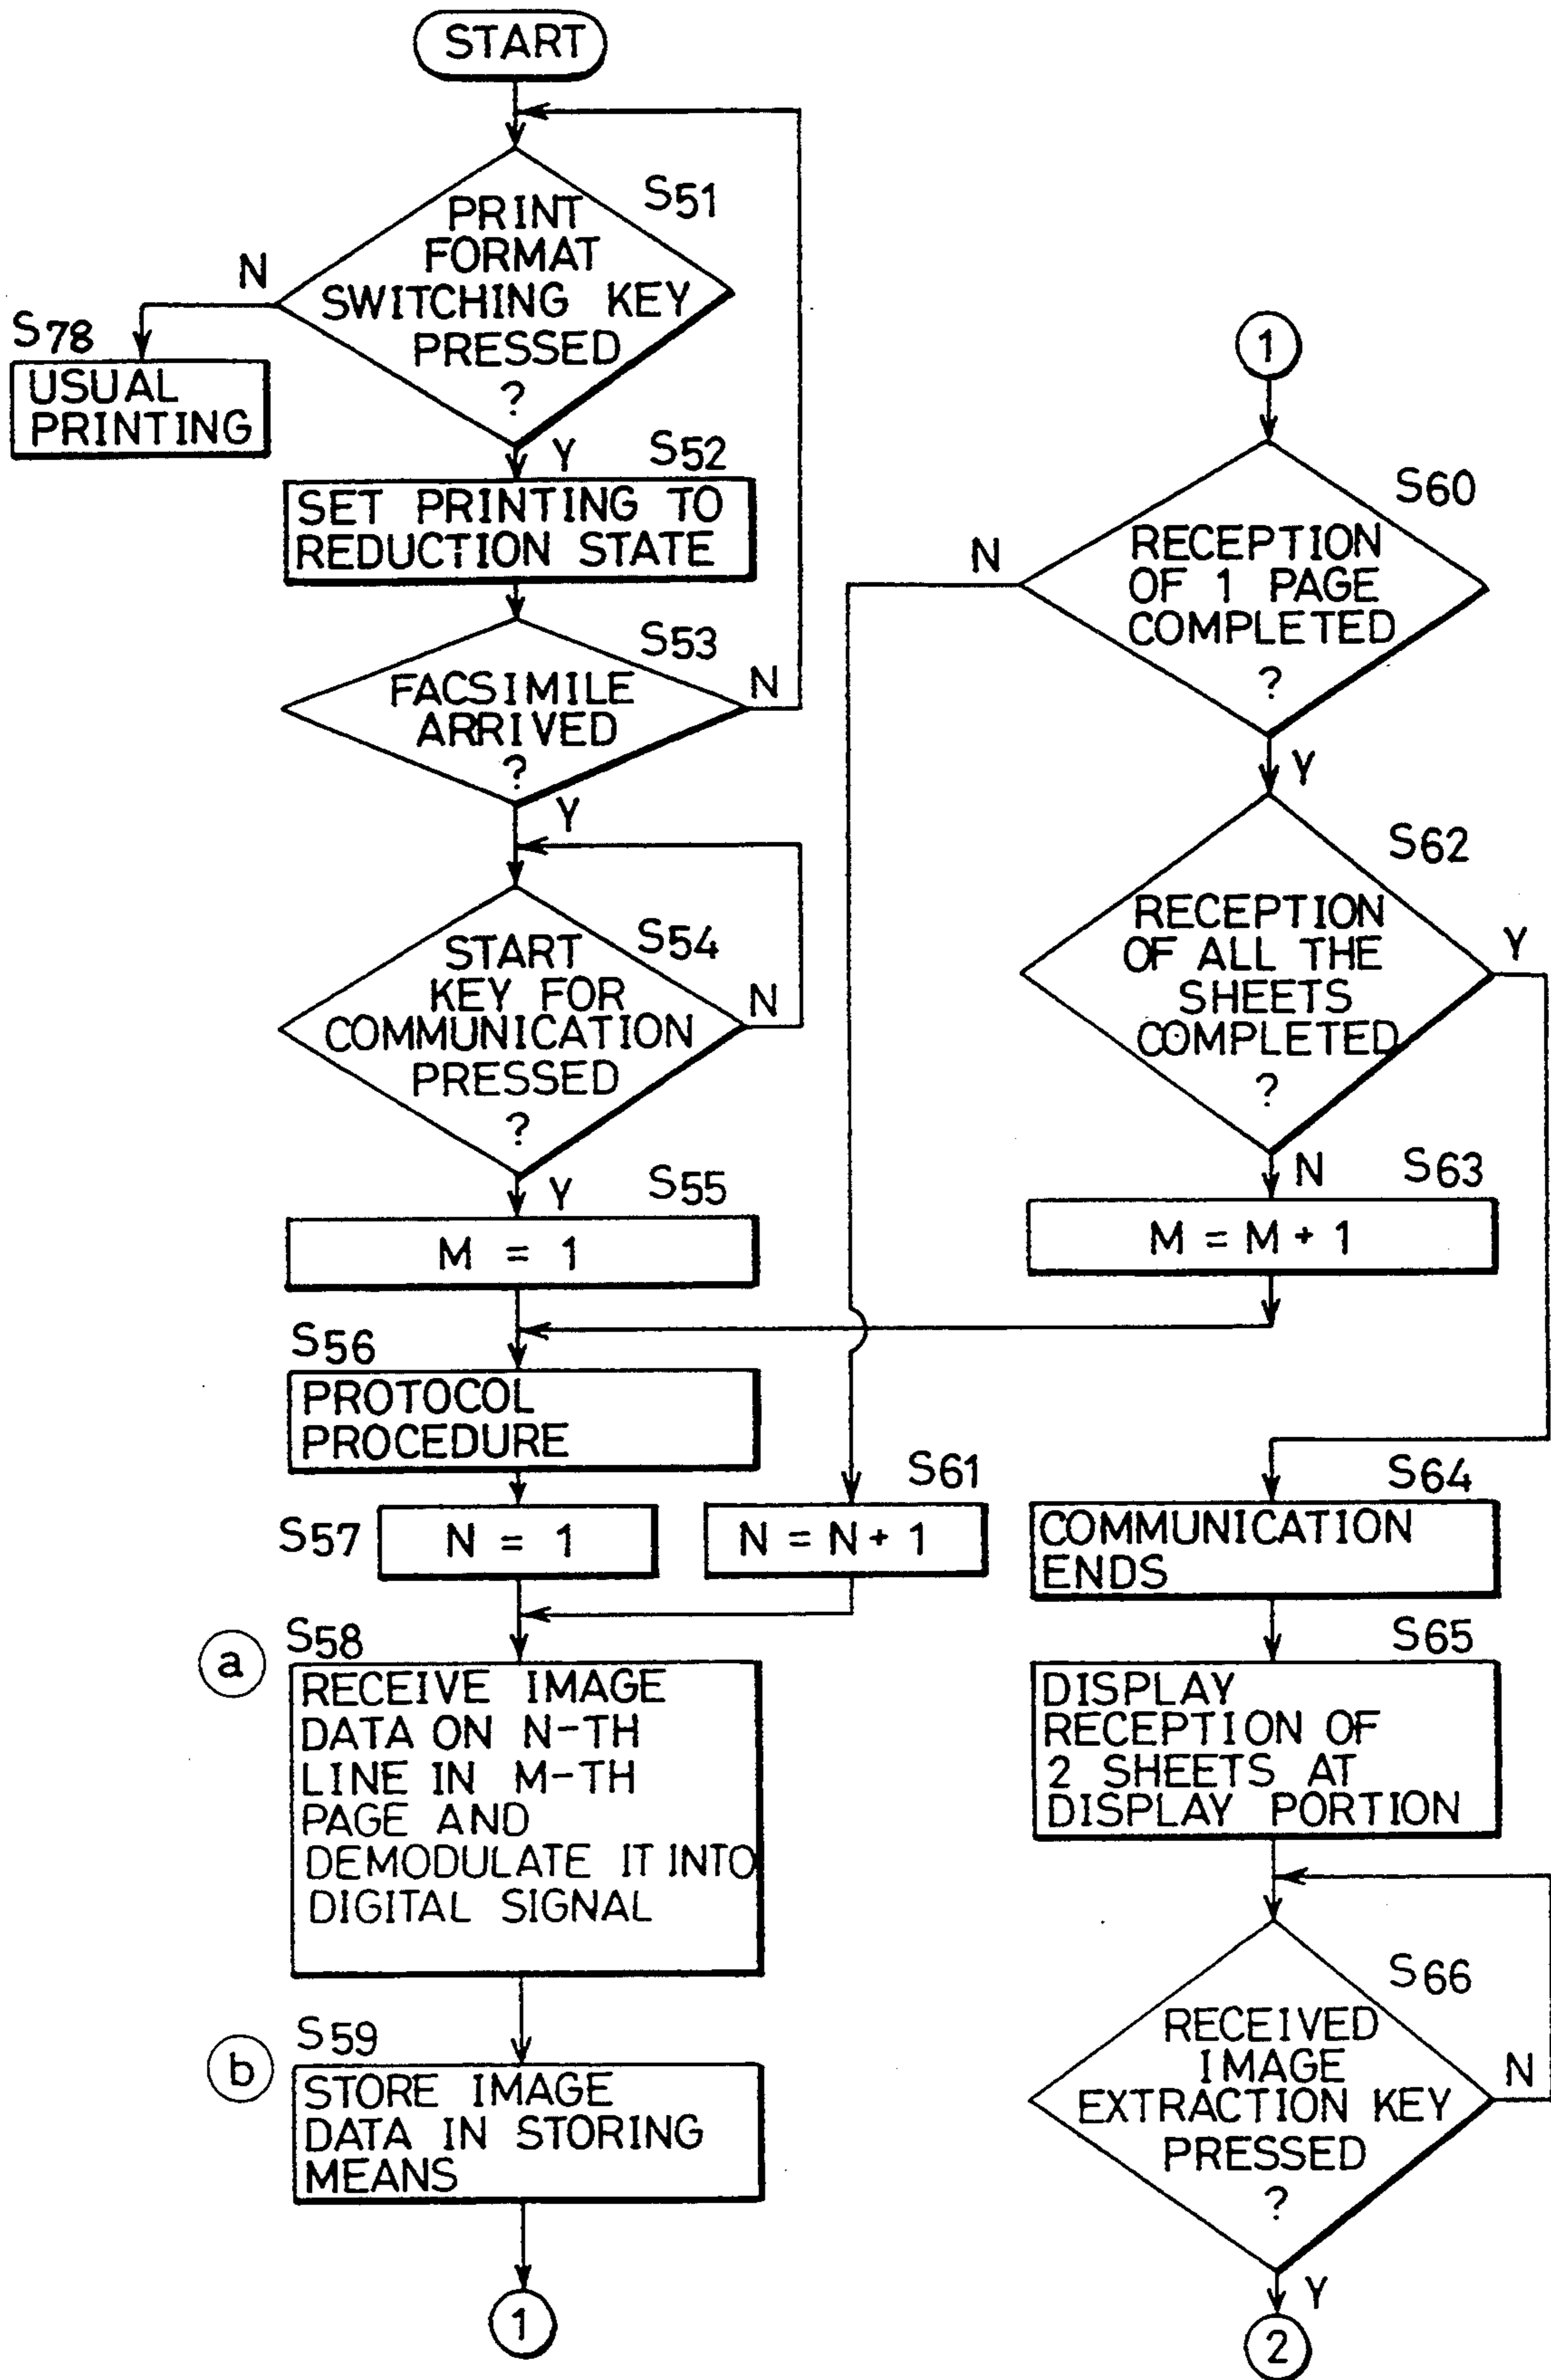 START
S51
PRINT
FORMAT
SWITCHING KEY
PRESSED
?
N
Y
S78
USUAL
PRINTING
S52
SET PRINTING TO
REDUCTION STATE
S53
FACSIMILE
ARRIVED
?
N
Y
S54
START
KEY FOR
COMMUNICATION
PRESSED
?
N
Y
S55
M = 1
S56
PROTOCOL
PROCEDURE
S57
N = 1
S61
N = N + 1
a
S58
RECEIVE IMAGE
DATA ON N-TH
LINE IN M-TH
PAGE AND
DEMODULATE IT INTO
DIGITAL SIGNAL
b
S59
STORE IMAGE
DATA IN STORING
MEANS
1
1
S60
RECEPTION
OF 1 PAGE
COMPLETED
?
N
Y
S62
RECEPTION
OF ALL THE
SHEETS
COMPLETED
?
Y
N
S63
M = M + 1
S64
COMMUNICATION
ENDS
S65
DISPLAY
RECEPTION OF
2 SHEETS AT
DISPLAY PORTION
S66
RECEIVED
IMAGE
EXTRACTION KEY
PRESSED
?
N
Y
2